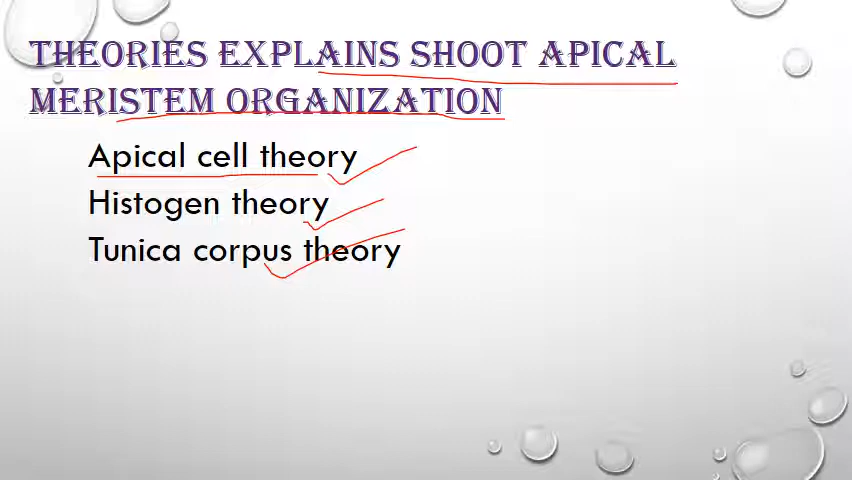 THEORIES EXPLAINS SHOOT APICAL
MERISTEM ORGANIZATION
Apical cell theory
Histogen theory
Tunica corpus theory